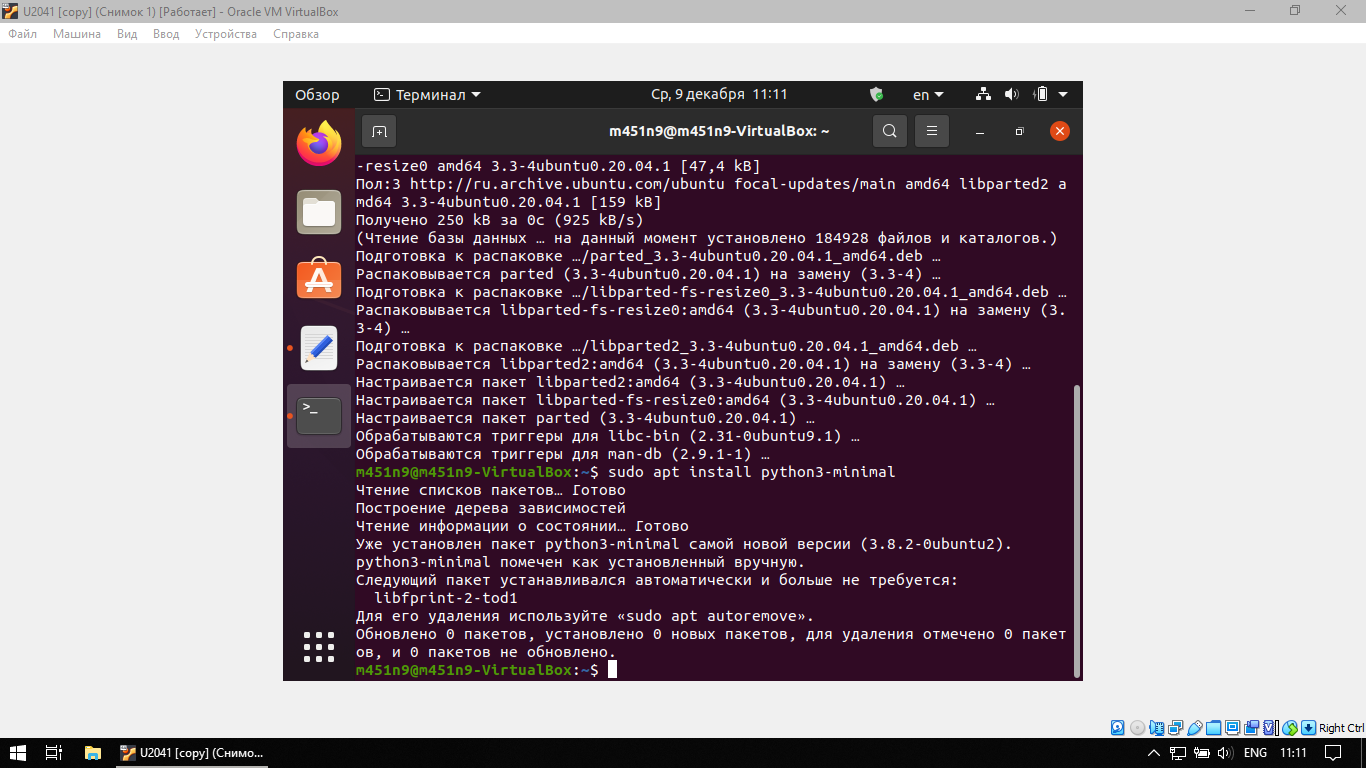 U2041 [copy] (Снимок 1) [Работает] - Oracle VM VirtualBox
Файл Машина Вид Ввод Устройства Справка
Обзор Терминал Ср, 9 декабря 11:11 en
m451n9@m451n9-VirtualBox: ~
-resize0 amd64 3.3-4ubuntu0.20.04.1 [47,4 kB]
Пол:3 http://ru.archive.ubuntu.com/ubuntu focal-updates/main amd64 libparted2 a
md64 3.3-4ubuntu0.20.04.1 [159 kB]
Получено 250 kB за 0с (925 kB/s)
(Чтение базы данных … на данный момент установлено 184928 файлов и каталогов.)
Подготовка к распаковке …/parted_3.3-4ubuntu0.20.04.1_amd64.deb …
Распаковывается parted (3.3-4ubuntu0.20.04.1) на замену (3.3-4) …
Подготовка к распаковке …/libparted-fs-resize0_3.3-4ubuntu0.20.04.1_amd64.deb …
Распаковывается libparted-fs-resize0:amd64 (3.3-4ubuntu0.20.04.1) на замену (3.
3-4) …
Подготовка к распаковке …/libparted2_3.3-4ubuntu0.20.04.1_amd64.deb …
Распаковывается libparted2:amd64 (3.3-4ubuntu0.20.04.1) на замену (3.3-4) …
Настраивается пакет libparted2:amd64 (3.3-4ubuntu0.20.04.1) …
Настраивается пакет libparted-fs-resize0:amd64 (3.3-4ubuntu0.20.04.1) …
Настраивается пакет parted (3.3-4ubuntu0.20.04.1) …
Обрабатываются триггеры для libc-bin (2.31-0ubuntu9.1) …
Обрабатываются триггеры для man-db (2.9.1-1) …
m451n9@m451n9-VirtualBox:~$ sudo apt install python3-minimal
Чтение списков пакетов… Готово
Построение дерева зависимостей
Чтение информации о состоянии… Готово
Уже установлен пакет python3-minimal самой новой версии (3.8.2-0ubuntu2).
python3-minimal помечен как установленный вручную.
Следующий пакет устанавливался автоматически и больше не требуется:
libfprint-2-tod1
Для его удаления используйте «sudo apt autoremove».
Обновлено 0 пакетов, установлено 0 новых пакетов, для удаления отмечено 0 пакет
ов, и 0 пакетов не обновлено.
m451n9@m451n9-VirtualBox:~$
Right Ctrl
U2041 [copy] (Снимо... ENG 11:11